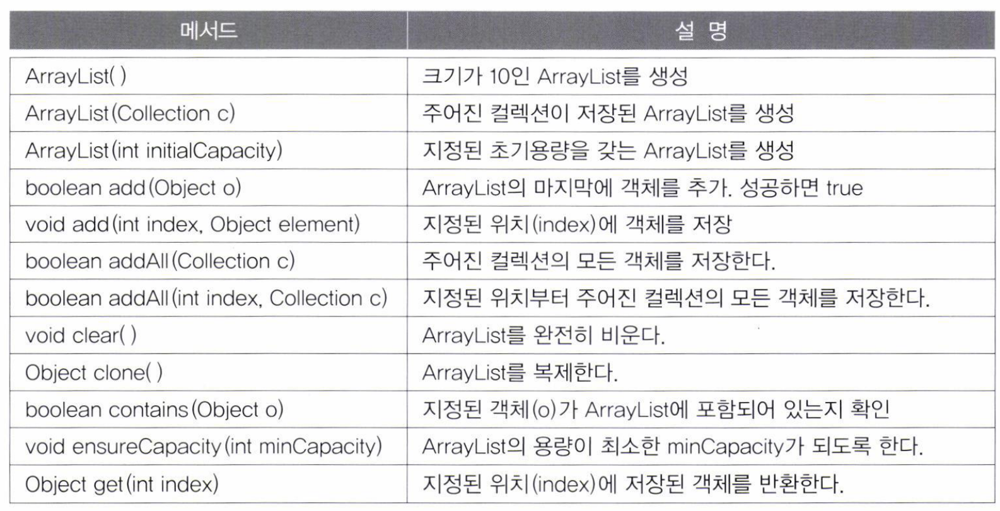 메서드 설 명
ArrayList( ) 크기가 10인 ArrayList를 생성
ArrayList(Collection c) 주어진 컬렉션이 저장된 ArrayList를 생성
ArrayList(int initialCapacity) 지정된 초기용량을 갖는 ArrayList를 생성
boolean add(Object o) ArrayList의 마지막에 객체를 추가. 성공하면 true
void add(int index, Object element) 지정된 위치(index)에 객체를 저장
boolean addAll(Collection c) 주어진 컬렉션의 모든 객체를 저장한다.
boolean addAll(int index, Collection c) 지정된 위치부터 주어진 컬렉션의 모든 객체를 저장한다.
void clear( ) ArrayList를 완전히 비운다.
Object clone( ) ArrayList를 복제한다.
boolean contains(Object o) 지정된 객체(o)가 ArrayList에 포함되어 있는지 확인
void ensureCapacity(int minCapacity) ArrayList의 용량이 최소한 minCapacity가 되도록 한다.
Object get(int index) 지정된 위치(index)에 저장된 객체를 반환한다.